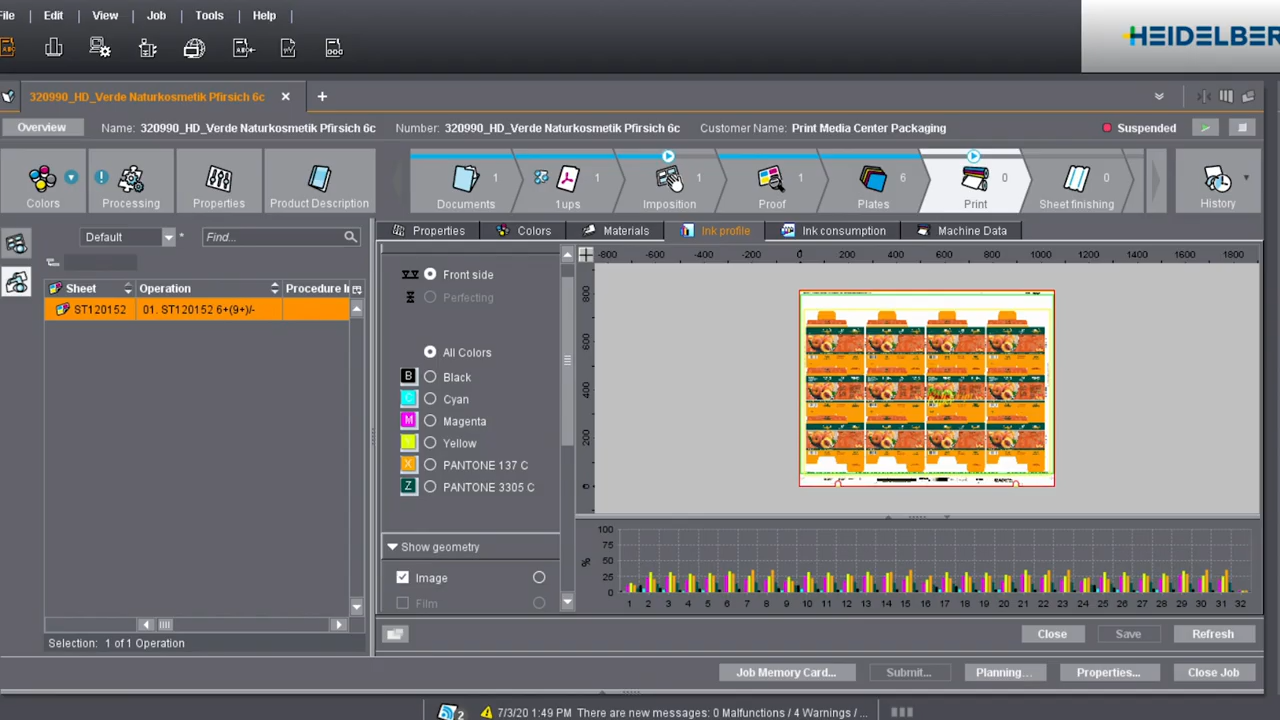 File Edit View Job Tools Help
HEIDELBER
320990_HD_Verde Naturkosmetik Pfirsich 6c
Overview Name: 320990_HD_Verde Naturkosmetik Pfirsich 6c Number: 320990_HD_Verde Naturkosmetik Pfirsich 6c Customer Name: Print Media Center Packaging Suspended
1 1 1 1 6 0 0
Colors Processing Properties Product Description Documents 1ups Imposition Proof Plates Print Sheet finishing History
Properties Colors Materials Ink profile Ink consumption Machine Data
Default * Find...
-800 -600 -400 -200 0 200 400 600 800 1000 1200 1400 1600 1800
Sheet Operation Procedure In
ST120152 01. ST120152 6+(9+)/-
Front side
Perfecting
All Colors
B Black
C Cyan
M Magenta
Y Yellow
X PANTONE 137 C
Z PANTONE 3305 C
Show geometry
Image
Film
800
600
400
200
0
%
100
75
50
25
0
1 2 3 4 5 6 7 8 9 10 11 12 13 14 15 16 17 18 19 20 21 22 23 24 25 26 27 28 29 30 31 32
Selection: 1 of 1 Operation
Close Save Refresh
Job Memory Card... Submit... Planning... Properties... Close Job
2 7/3/20 1:49 PM There are new messages: 0 Malfunctions / 4 Warnings / ...